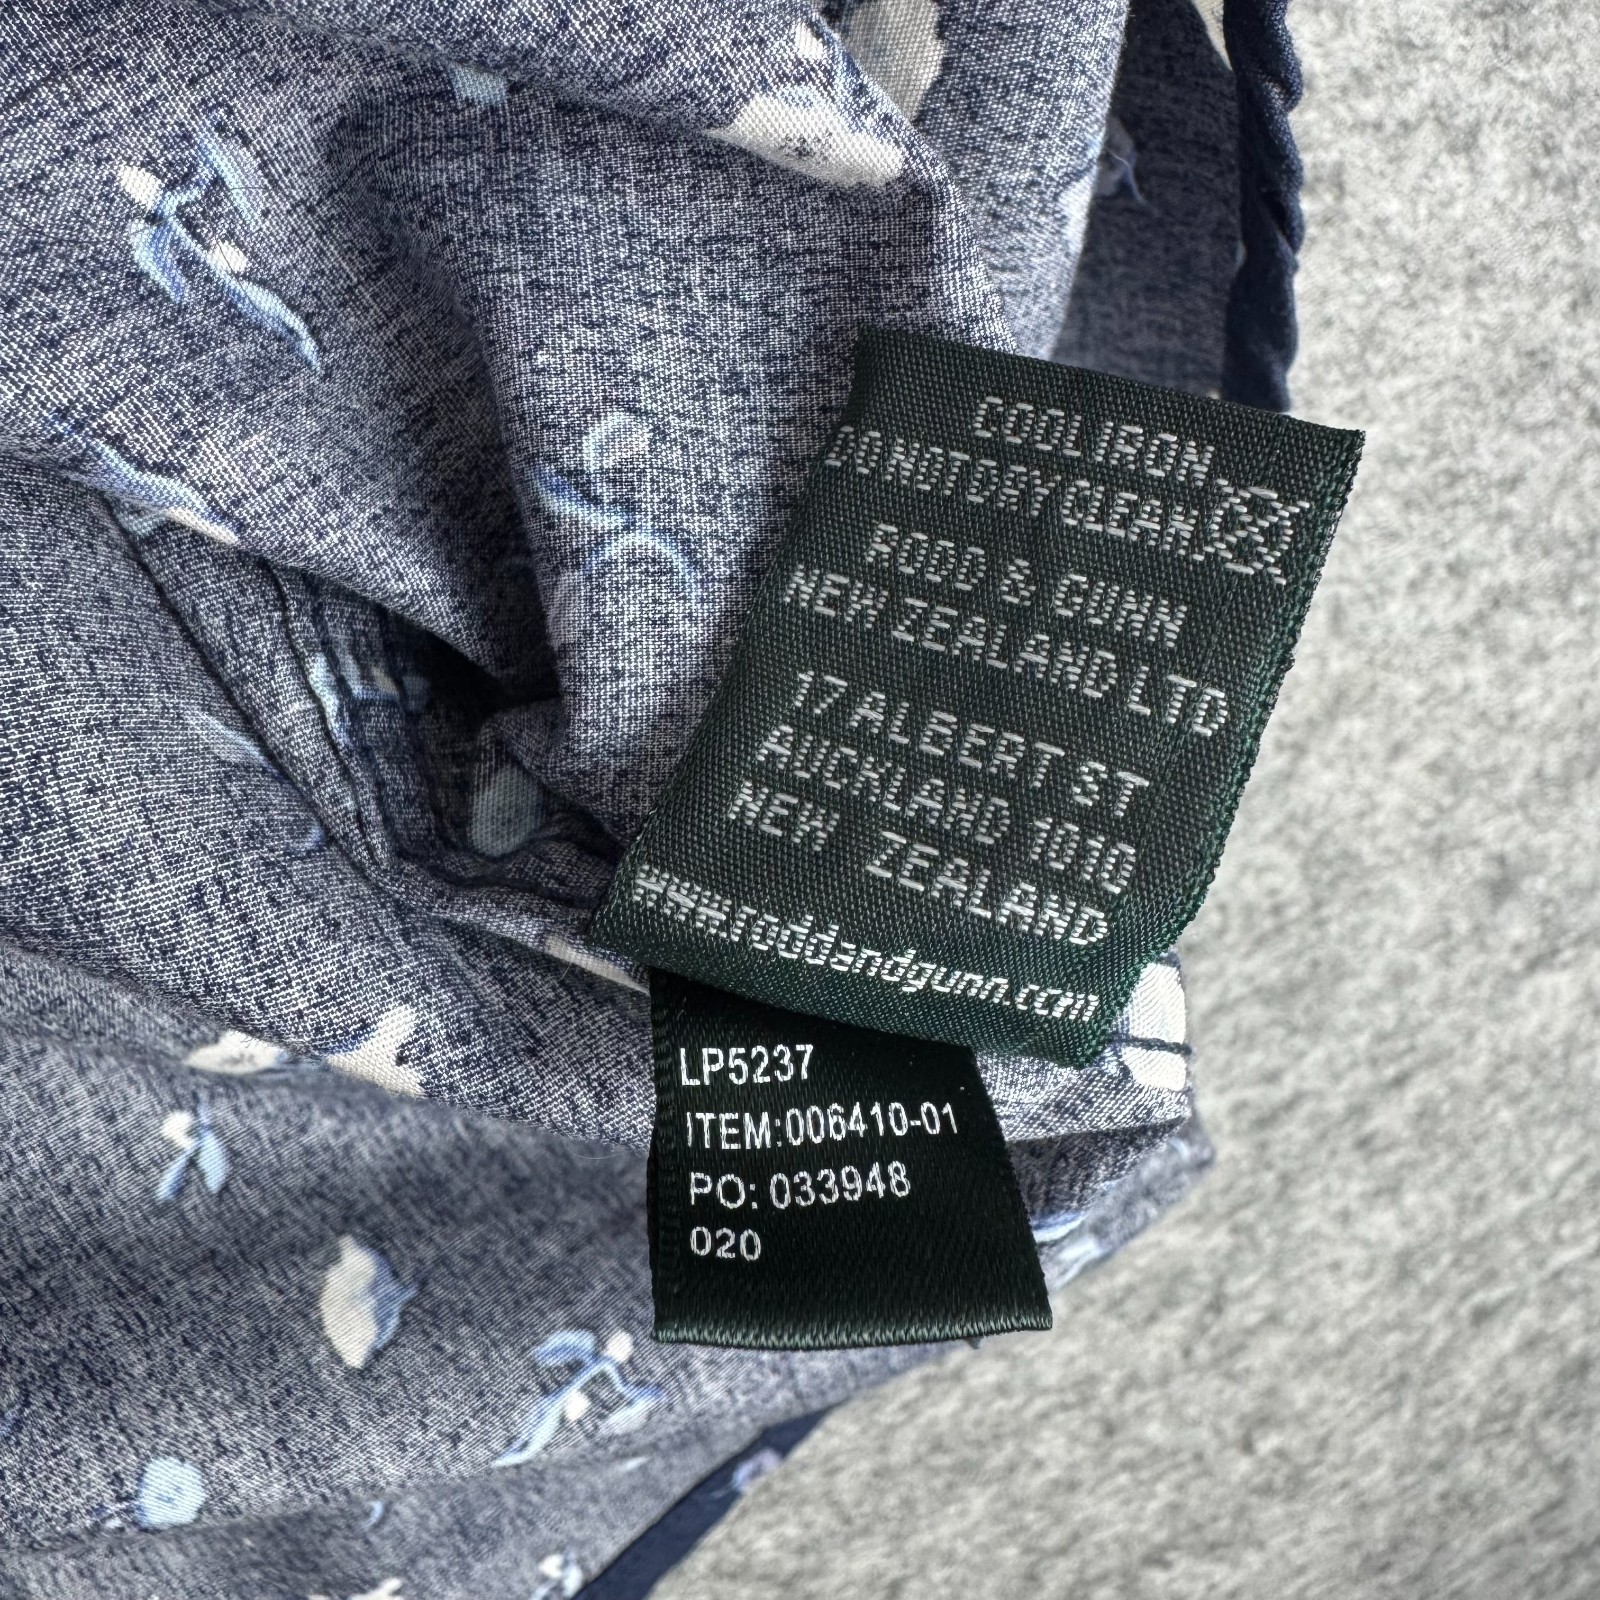 COOL IRON
DO NOT DRY CLEAN
RODD & GUNN
NEW ZEALAND LTD
17 ALBERT ST
AUCKLAND 1010
NEW ZEALAND
www.roddandgunn.com
LP5237
ITEM:006410-01
PO: 033948
020